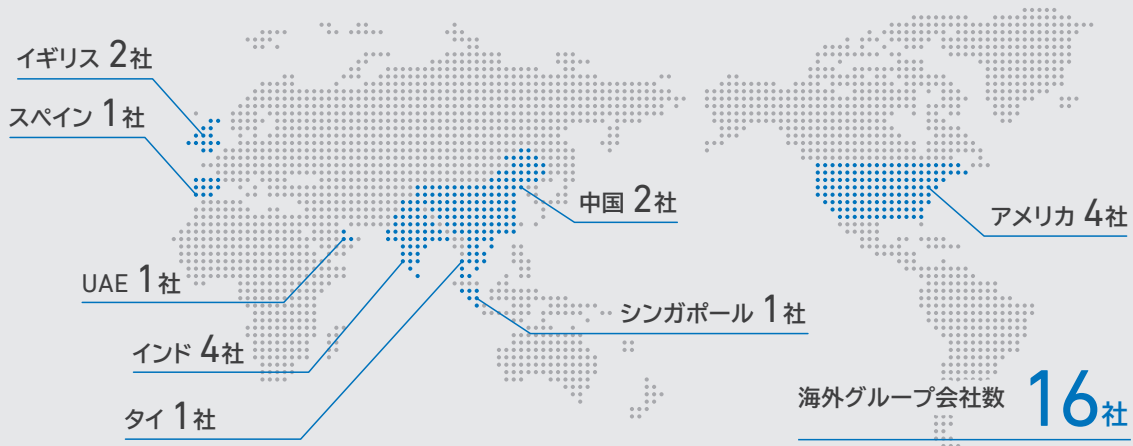 イギリス 2社
スペイン 1社
中国 2社
アメリカ 4社
UAE 1社
シンガポール 1社
インド 4社
タイ 1社
海外グループ会社数 16社